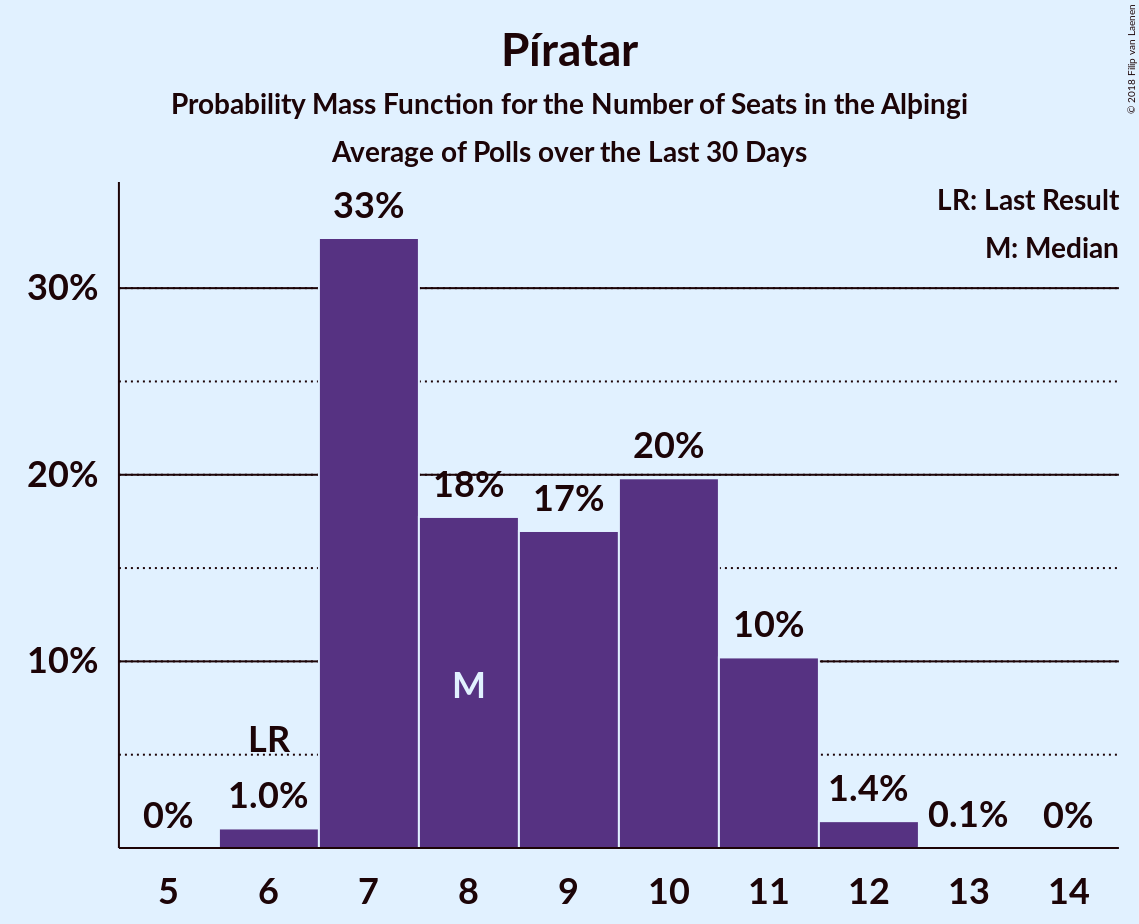 Píratar
Probability Mass Function for the Number of Seats in the Alþingi
Average of Polls over the Last 30 Days
© 2018 Filip van Laenen
LR: Last Result
M: Median
33%
30%
20%
20%
18%
17%
10%
10%
M
LR
1.0%
1.4%
0%
0.1%
0%
5 6 7 8 9 10 11 12 13 14